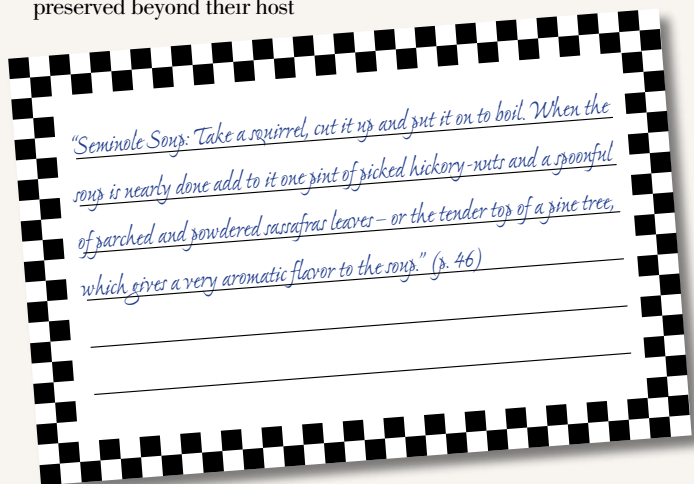 preserved beyond their host
“Seminole Soup: Take a squirrel, cut it up and put it on to boil. When the
soup is nearly done add to it one pint of picked hickory-nuts and a spoonful
of parched and powdered sassafras leaves – or the tender top of a pine tree,
which gives a very aromatic flavor to the soup.” (p. 46)